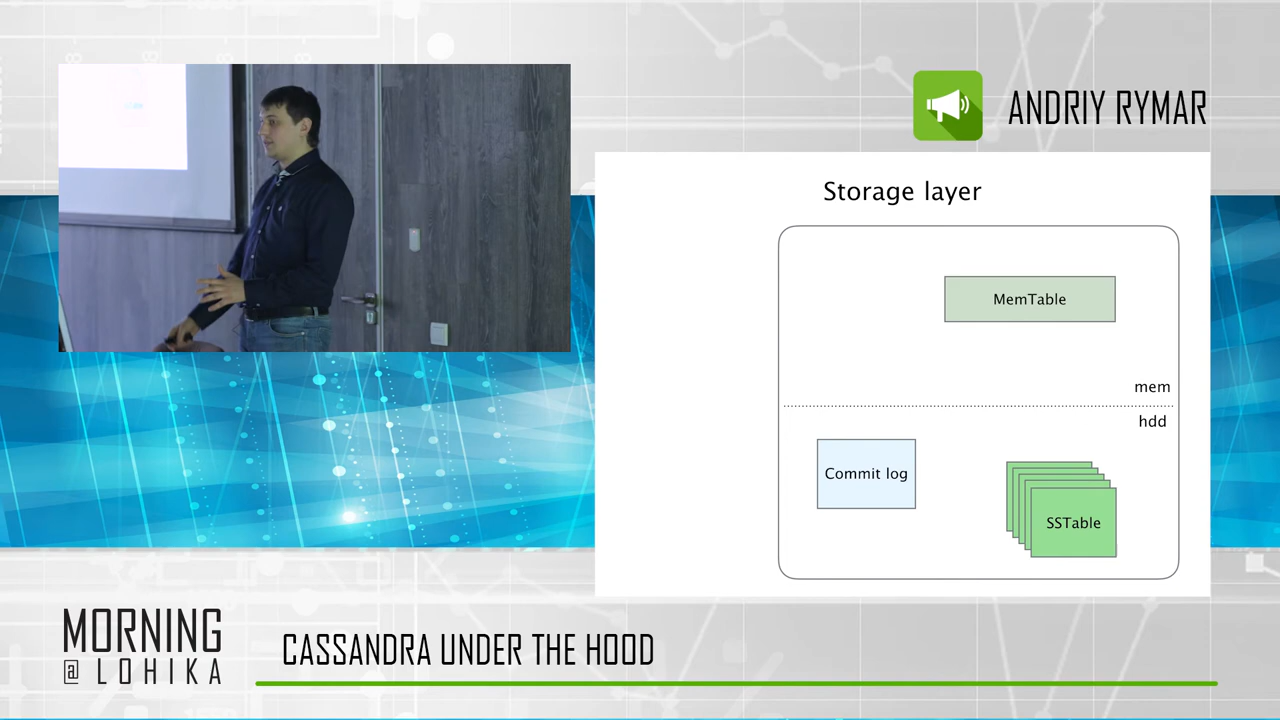 ANDRIY RYMAR
Storage layer
MemTable
mem
hdd
Commit log
SSTable
MORNING
@ LOHIKA
CASSANDRA UNDER THE HOOD